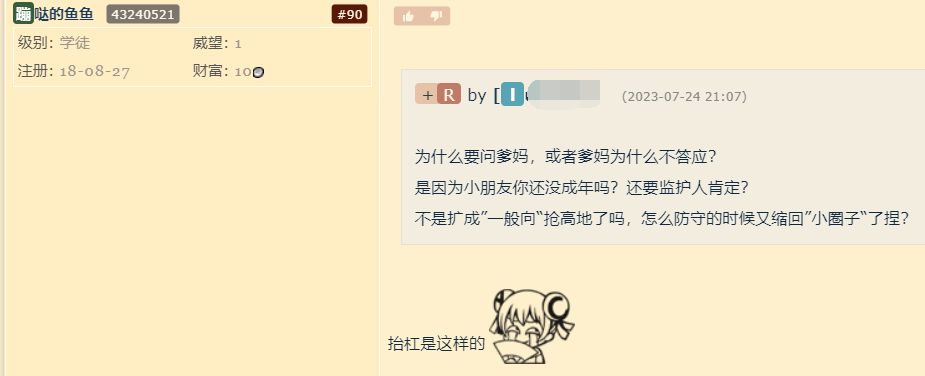 蹦哒的鱼鱼 43240521 #90
级别: 学徒 威望: 1
注册: 18-08-27 财富: 10
+ R by [I (2023-07-24 21:07)
为什么要问爹妈，或者爹妈为什么不答应？
是因为小朋友你还没成年吗？还要监护人肯定？
不是扩成”一般向“抢高地了吗，怎么防守的时候又缩回”小圈子“了捏？
抬杠是这样的